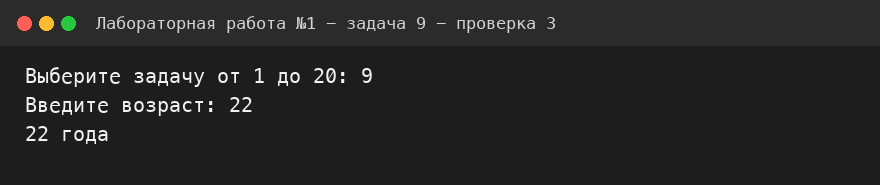 Лабораторная работа №1 — задача 9 — проверка 3
Выберите задачу от 1 до 20: 9
Введите возраст: 22
22 года